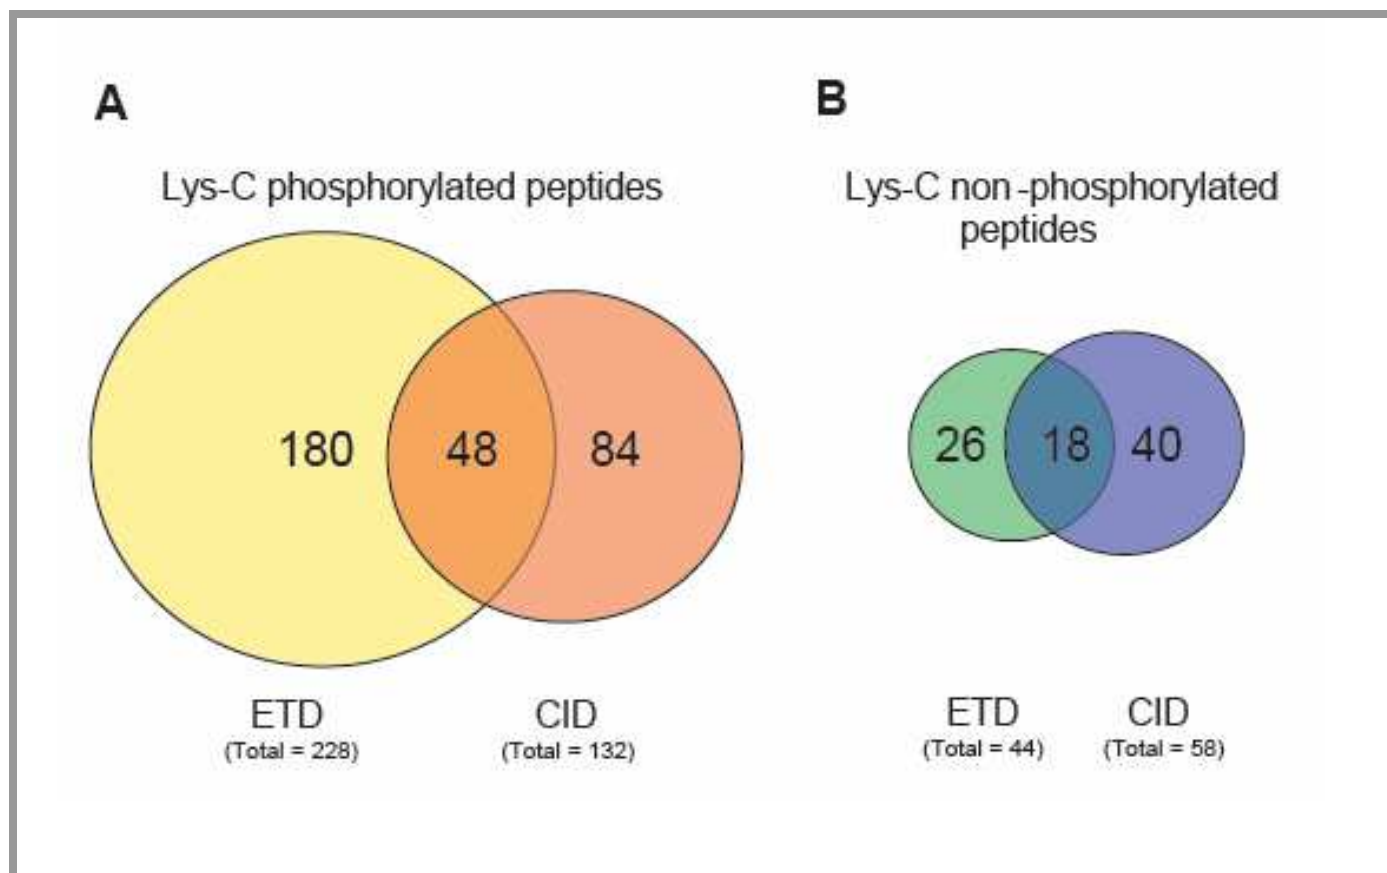 A
Lys-C phosphorylated peptides
180
48
84
ETD
(Total = 228)
CID
(Total = 132)
B
Lys-C non-phosphorylated
peptides
26
18
40
ETD
(Total = 44)
CID
(Total = 58)